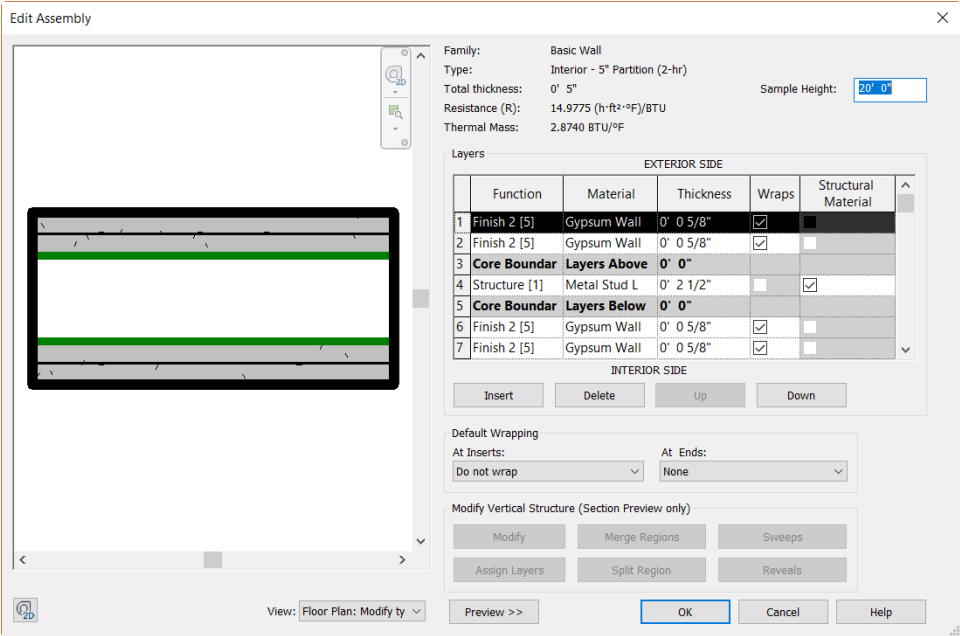 Edit Assembly
2D
Family: Basic Wall
Type: Interior - 5" Partition (2-hr)
Total thickness: 0' 5" Sample Height: 20' 0"
Resistance (R): 14.9775 (h·ft²·°F)/BTU
Thermal Mass: 2.8740 BTU/°F
Layers
EXTERIOR SIDE
Function Material Thickness Wraps Structural
Material
1 Finish 2 [5] Gypsum Wall 0' 0 5/8"
2 Finish 2 [5] Gypsum Wall 0' 0 5/8"
3 Core Boundar Layers Above 0' 0"
4 Structure [1] Metal Stud L 0' 2 1/2"
5 Core Boundar Layers Below 0' 0"
6 Finish 2 [5] Gypsum Wall 0' 0 5/8"
7 Finish 2 [5] Gypsum Wall 0' 0 5/8"
INTERIOR SIDE
Insert Delete Up Down
Default Wrapping
At Inserts: At Ends:
Do not wrap None
Modify Vertical Structure (Section Preview only)
Modify Merge Regions Sweeps
Assign Layers Split Region Reveals
2D View: Floor Plan: Modify ty Preview >> OK Cancel Help